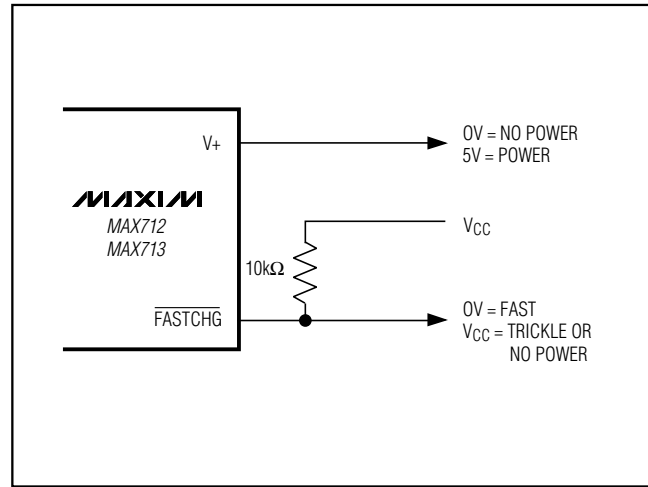 V+
0V = NO POWER
5V = POWER
MAXIM
MAX712
MAX713
VCC
10kΩ
FASTCHG
0V = FAST
VCC = TRICKLE OR
NO POWER